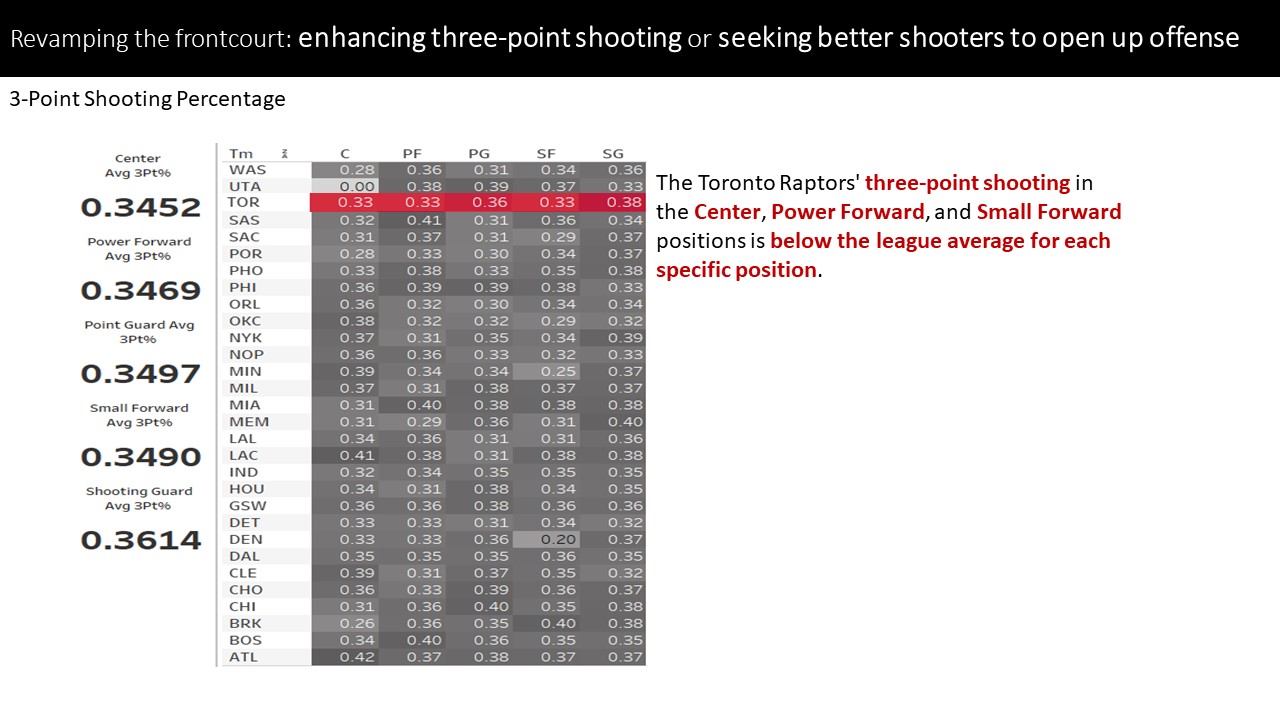 Revamping the frontcourt: enhancing three-point shooting or seeking better shooters to open up offense
3-Point Shooting Percentage
Center
Avg 3Pt%
0.3452
Power Forward
Avg 3Pt%
0.3469
Point Guard Avg
3Pt%
0.3497
Small Forward
Avg 3Pt%
0.3490
Shooting Guard
Avg 3Pt%
0.3614
Tm C PF PG SF SG
WAS 0.28 0.36 0.31 0.34 0.36
UTA 0.00 0.38 0.39 0.37 0.33
TOR 0.33 0.33 0.36 0.33 0.38
SAS 0.32 0.41 0.31 0.36 0.34
SAC 0.31 0.37 0.31 0.29 0.37
POR 0.28 0.33 0.30 0.34 0.37
PHO 0.33 0.38 0.33 0.35 0.38
PHI 0.36 0.39 0.39 0.38 0.33
ORL 0.36 0.32 0.30 0.34 0.34
OKC 0.38 0.32 0.32 0.29 0.32
NYK 0.37 0.31 0.35 0.34 0.39
NOP 0.36 0.36 0.33 0.32 0.33
MIN 0.39 0.34 0.34 0.25 0.37
MIL 0.37 0.31 0.38 0.37 0.37
MIA 0.31 0.40 0.38 0.38 0.38
MEM 0.31 0.29 0.36 0.31 0.40
LAL 0.34 0.36 0.31 0.31 0.36
LAC 0.41 0.38 0.31 0.38 0.38
IND 0.32 0.34 0.35 0.35 0.35
HOU 0.34 0.31 0.38 0.34 0.35
GSW 0.36 0.36 0.38 0.36 0.36
DET 0.33 0.33 0.31 0.34 0.32
DEN 0.33 0.33 0.36 0.20 0.37
DAL 0.35 0.35 0.35 0.36 0.35
CLE 0.39 0.31 0.37 0.35 0.32
CHO 0.36 0.33 0.39 0.36 0.37
CHI 0.31 0.36 0.40 0.35 0.38
BRK 0.26 0.36 0.35 0.40 0.38
BOS 0.34 0.40 0.36 0.35 0.35
ATL 0.42 0.37 0.38 0.37 0.37
The Toronto Raptors' three-point shooting in
the Center, Power Forward, and Small Forward
positions is below the league average for each
specific position.